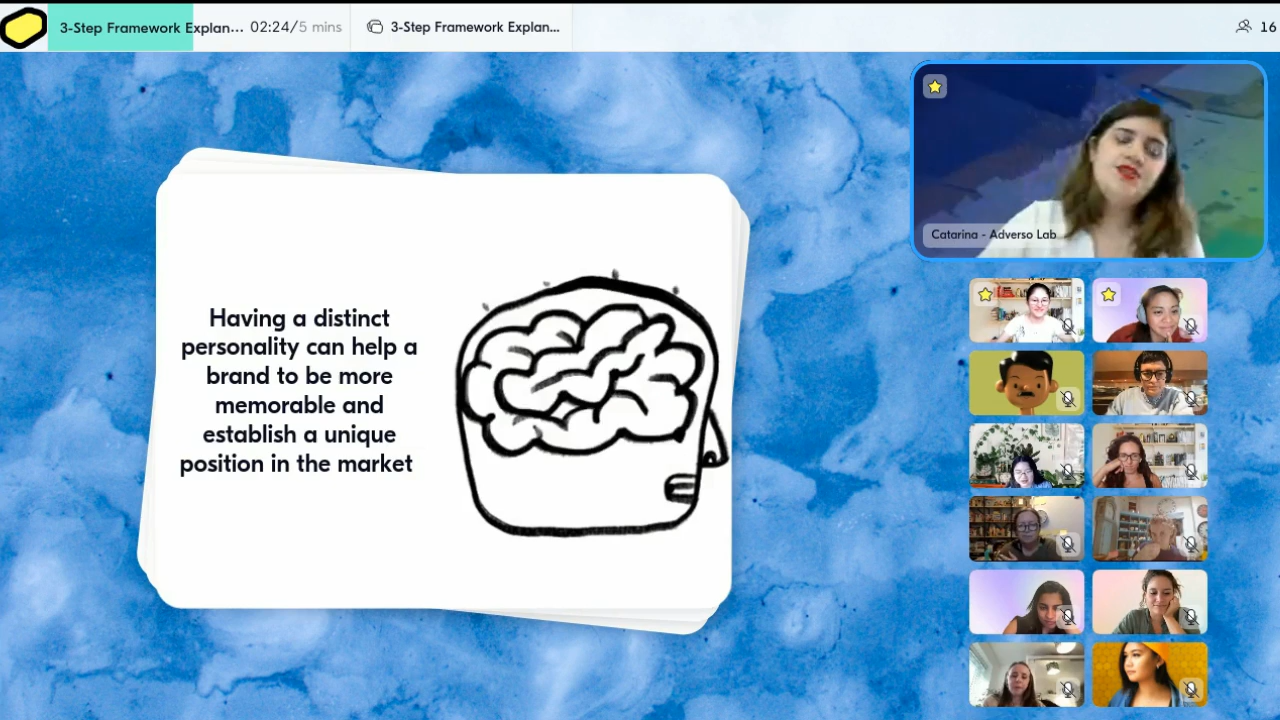 3-Step Framework Explan... 02:24/5 mins
3-Step Framework Explan...
16
Having a distinct
personality can help a
brand to be more
memorable and
establish a unique
position in the market
Catarina - Adverso Lab